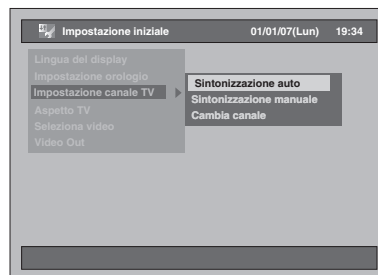 Impostazione iniziale 01/01/07(Lun) 19:34
Lingua del display
Impostazione orologio
Impostazione canale TV
Aspetto TV
Seleziona video
Video Out
Sintonizzazione auto
Sintonizzazione manuale
Cambia canale